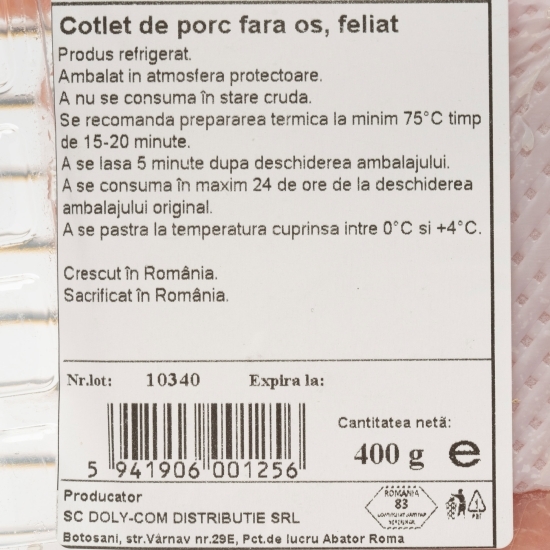 Cotlet de porc fara os, feliat
Produs refrigerat.
Ambalat in atmosfera protectoare.
A nu se consuma în stare cruda.
Se recomanda prepararea termica la minim 75°C timp
de 15-20 minute.
A se lasa 5 minute dupa deschiderea ambalajului.
A se consuma în maxim 24 de ore de la deschiderea
ambalajului original.
A se pastra la temperatura cuprinsa intre 0°C si +4°C.
Crescut în România.
Sacrificat în România.
Nr.lot: 10340 Expira la:
Cantitatea netă:
400 g e
5 941906 001256
Producator
SC DOLY-COM DISTRIBUTIE SRL
Botosani, str.Vârnav nr.29E, Pct.de lucru Abator Roma
ROMANIA
83